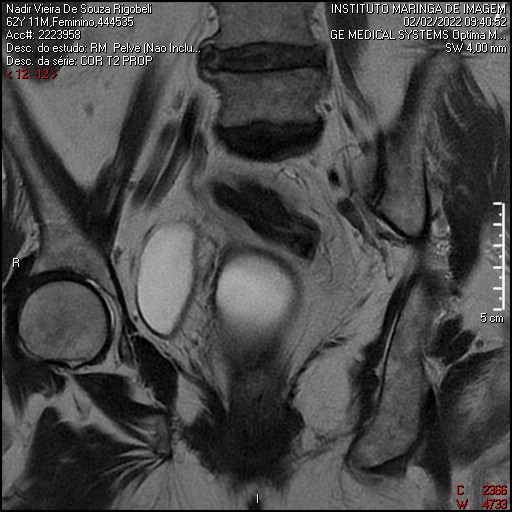 Nadir Vieira De Souza Rigobeli
62Y 11M,Feminino,444535
Acc#: 2223958
Desc. do estudo: RM_Pelve (Nao Inclu...
Desc. da série: COR T2 PROP
< 12 - 12 >
INSTITUTO MARINGA DE IMAGEM
02/02/2022 09:40:52
GE MEDICAL SYSTEMS Optima M...
SW 4,00 mm
R
5 cm
I
C 2366
W 4733